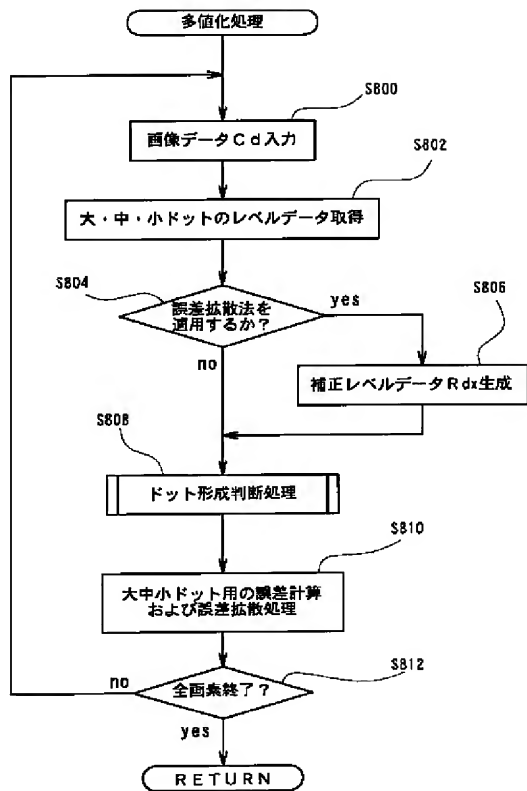 多値化処理
S800
画像データCd入力
S802
大・中・小ドットのレベルデータ取得
S804
誤差拡散法を
適用するか？
yes
S806
no
補正レベルデータRdx生成
S808
ドット形成判断処理
S810
大中小ドット用の誤差計算
および誤差拡散処理
S812
no
全画素終了？
yes
RETURN